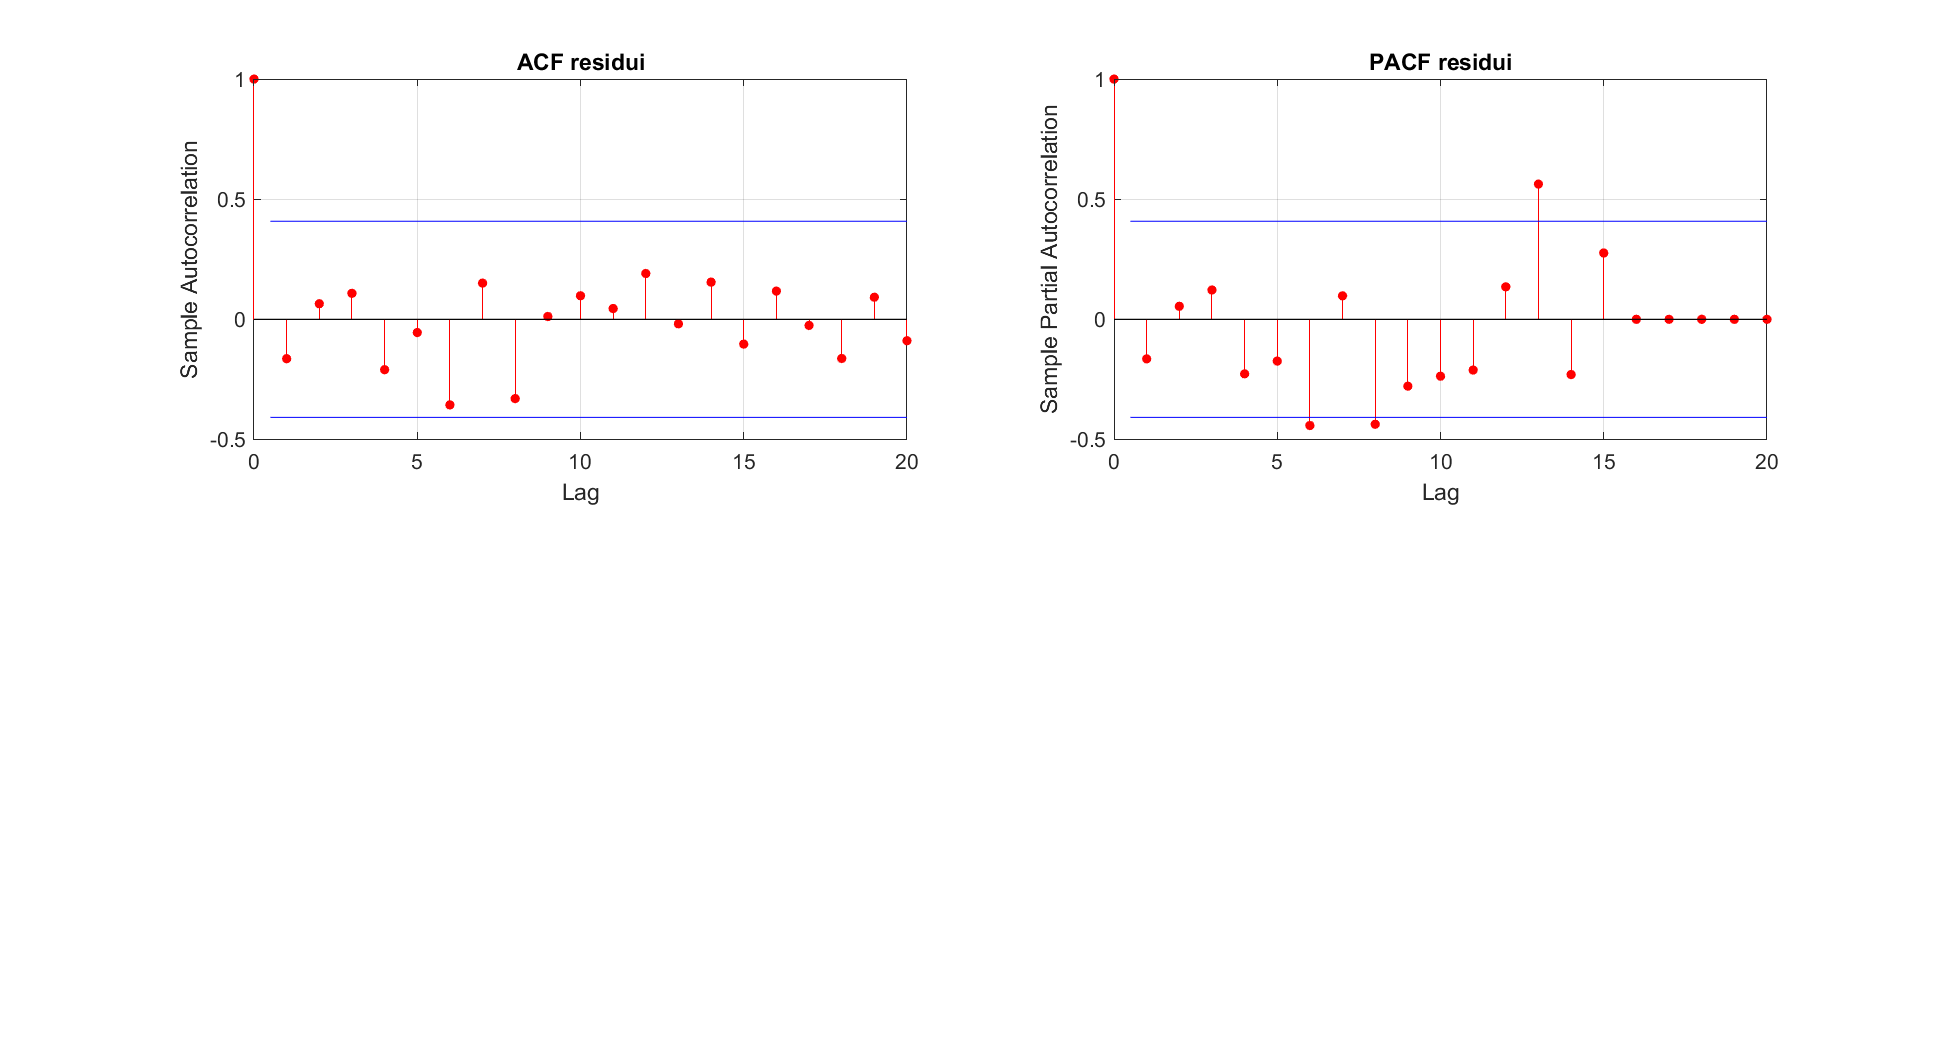 ACF residui
Sample Autocorrelation
1
0.5
0
-0.5
0 5 10 15 20
Lag
PACF residui
Sample Partial Autocorrelation
1
0.5
0
-0.5
0 5 10 15 20
Lag